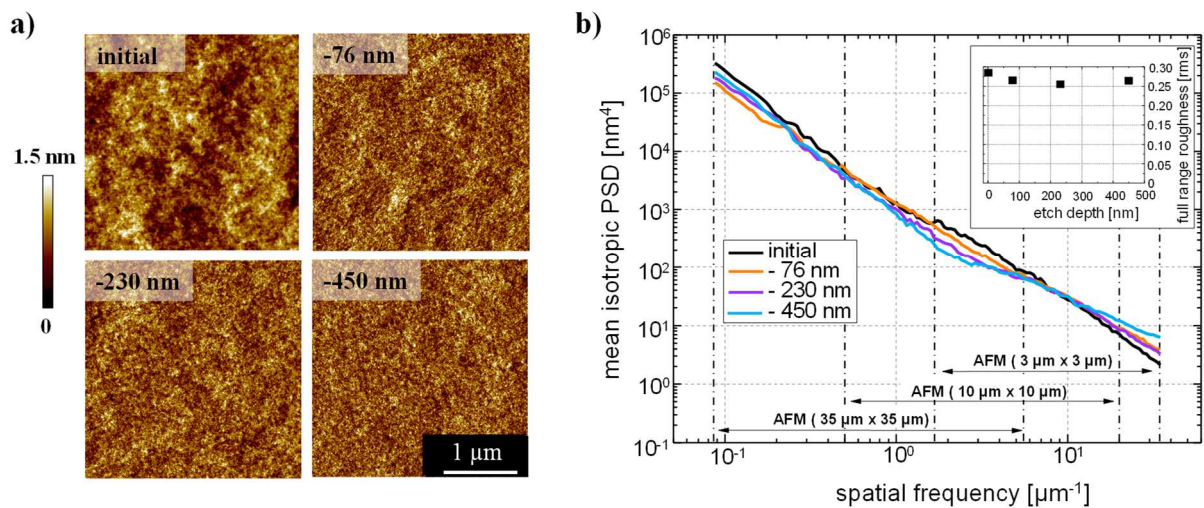 a)
initial
-76 nm
1.5 nm
0
-230 nm
-450 nm
1 µm
b)
mean isotropic PSD [nm⁴]
10⁶
10⁵
10⁴
10³
10²
10¹
10⁰
10⁻¹
initial
- 76 nm
- 230 nm
- 450 nm
0.30
0.25
0.20
0.15
0.10
0.05
0
full range roughness [rms]
0 100 200 300 400 500
etch depth [nm]
AFM ( 3 µm x 3 µm)
AFM ( 10 µm x 10 µm)
AFM ( 35 µm x 35 µm)
10⁻¹ 10⁰ 10¹
spatial frequency [µm⁻¹]